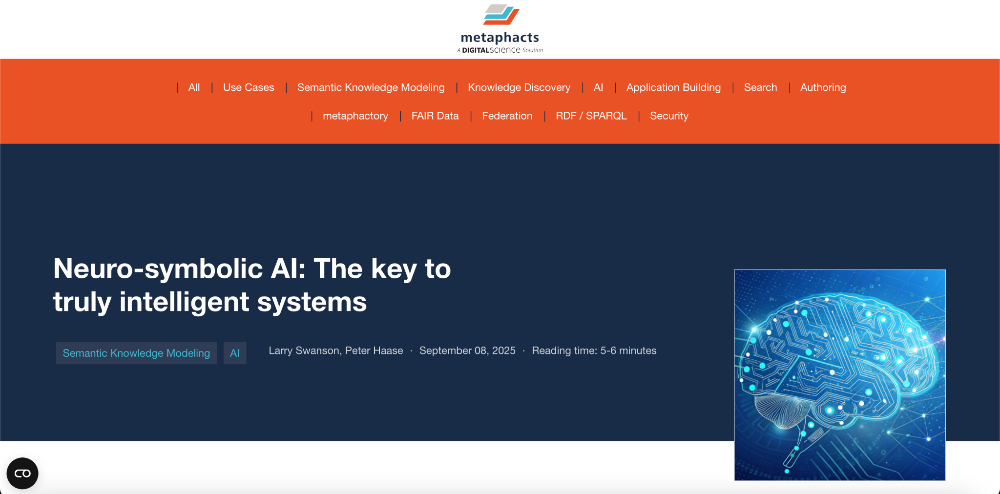 metaphacts
A DIGITALSCIENCE Solution
| All | Use Cases | Semantic Knowledge Modeling | Knowledge Discovery | AI | Application Building | Search | Authoring
| metaphactory | FAIR Data | Federation | RDF / SPARQL | Security
Neuro-symbolic AI: The key to
truly intelligent systems
Semantic Knowledge Modeling AI Larry Swanson, Peter Haase · September 08, 2025 · Reading time: 5-6 minutes